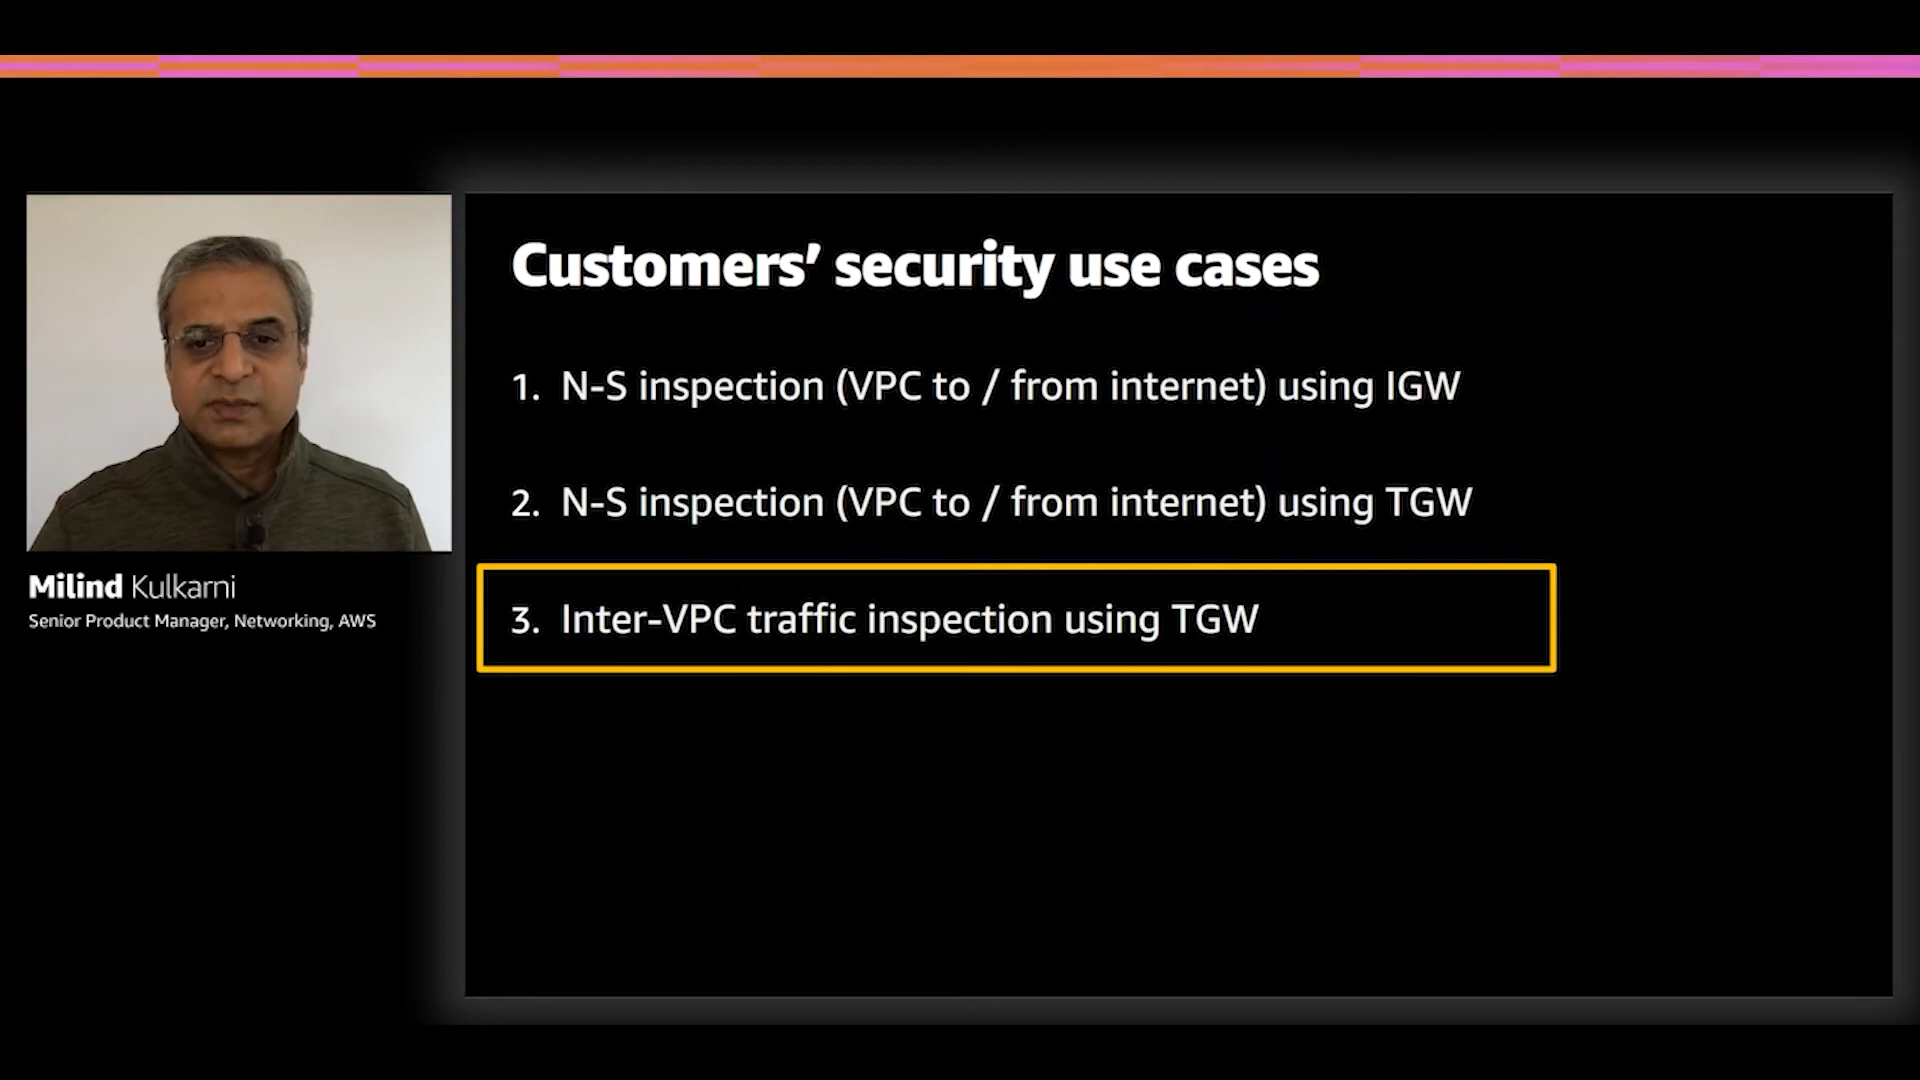 Customers' security use cases
1. N-S inspection (VPC to / from internet) using IGW
2. N-S inspection (VPC to / from internet) using TGW
3. Inter-VPC traffic inspection using TGW
Milind Kulkarni
Senior Product Manager, Networking, AWS